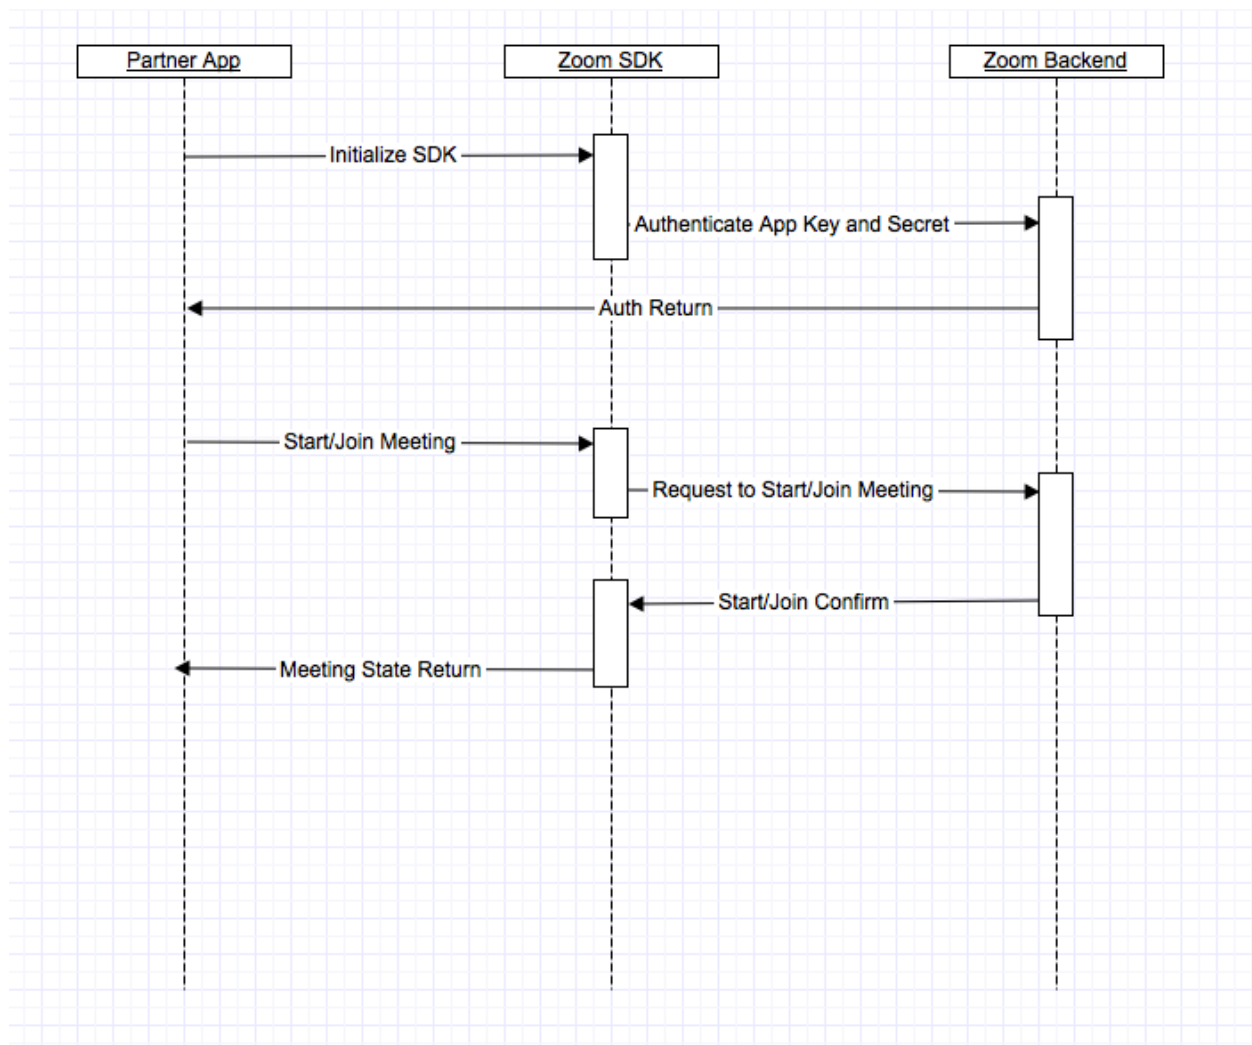 Partner App
Zoom SDK
Zoom Backend
Initialize SDK
Authenticate App Key and Secret
Auth Return
Start/Join Meeting
Request to Start/Join Meeting
Start/Join Confirm
Meeting State Return